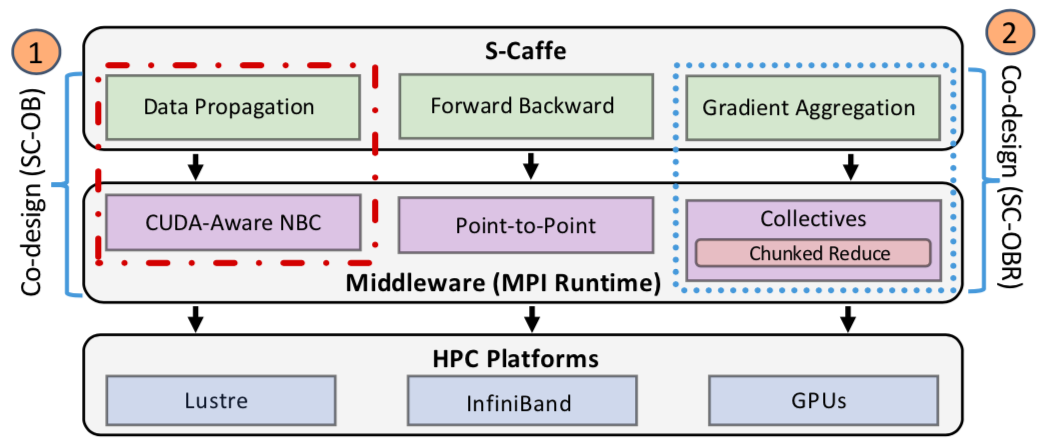 1
2
S-Caffe
Co-design (SC-OB)
Data Propagation
Forward Backward
Gradient Aggregation
Co-design (SC-OBR)
CUDA-Aware NBC
Point-to-Point
Collectives
Chunked Reduce
Middleware (MPI Runtime)
HPC Platforms
Lustre
InfiniBand
GPUs